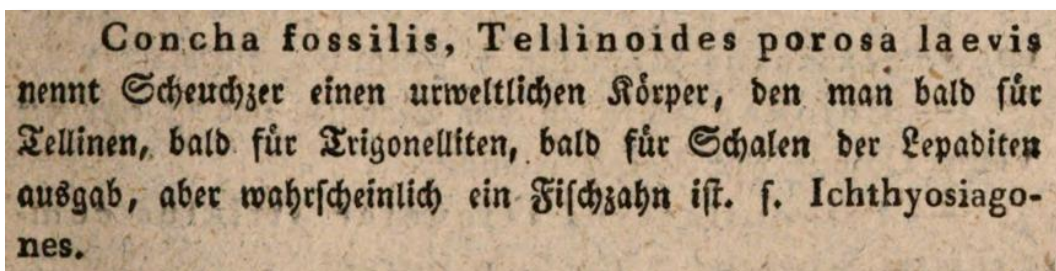 Concha fossilis, Tellinoides porosa laevis
nennt Scheuchzer einen urweltlichen Körper, den man bald für
Tellinen, bald für Trigonelliten, bald für Schalen der Lepaditen
ausgab, aber wahrscheinlich ein Fischzahn ist. s. Ichthyosiago-
nes.